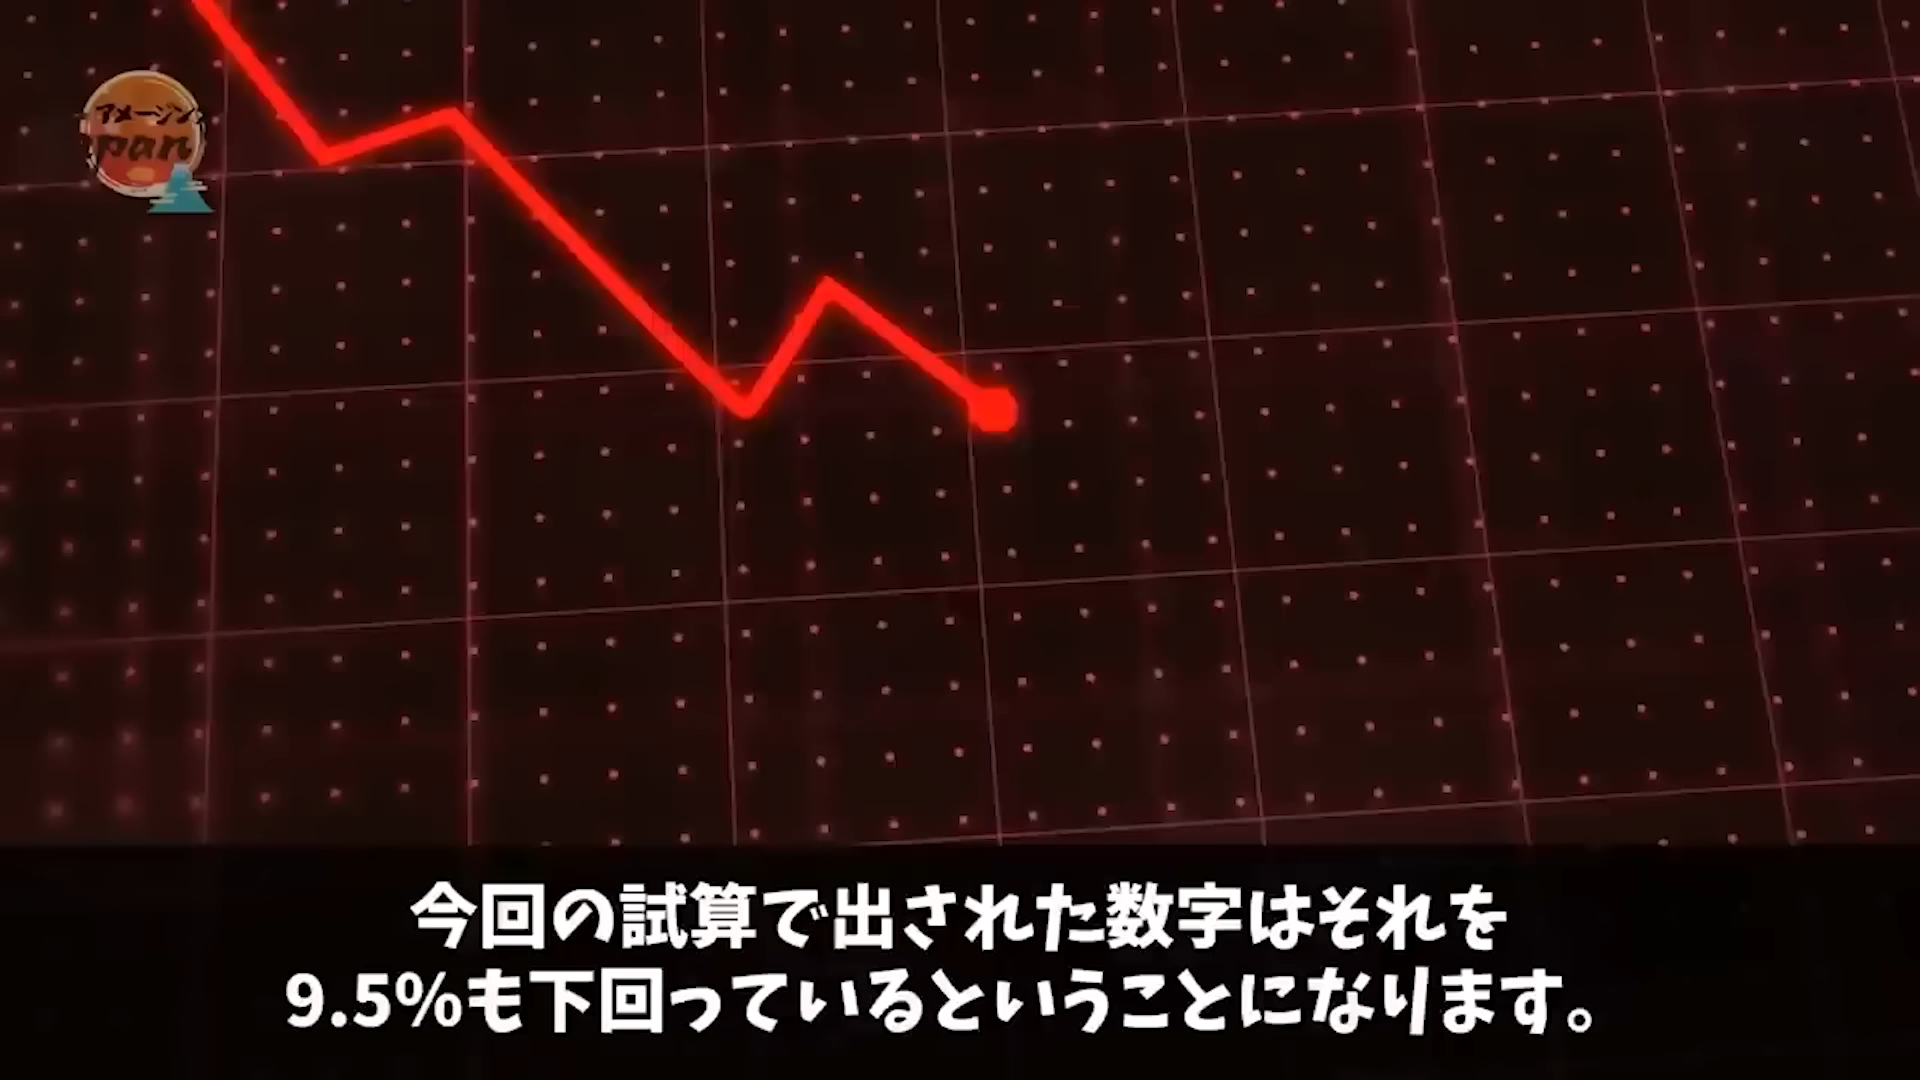 アメージング
pan
今回の試算で出された数字はそれを
9.5%も下回っているということになります。